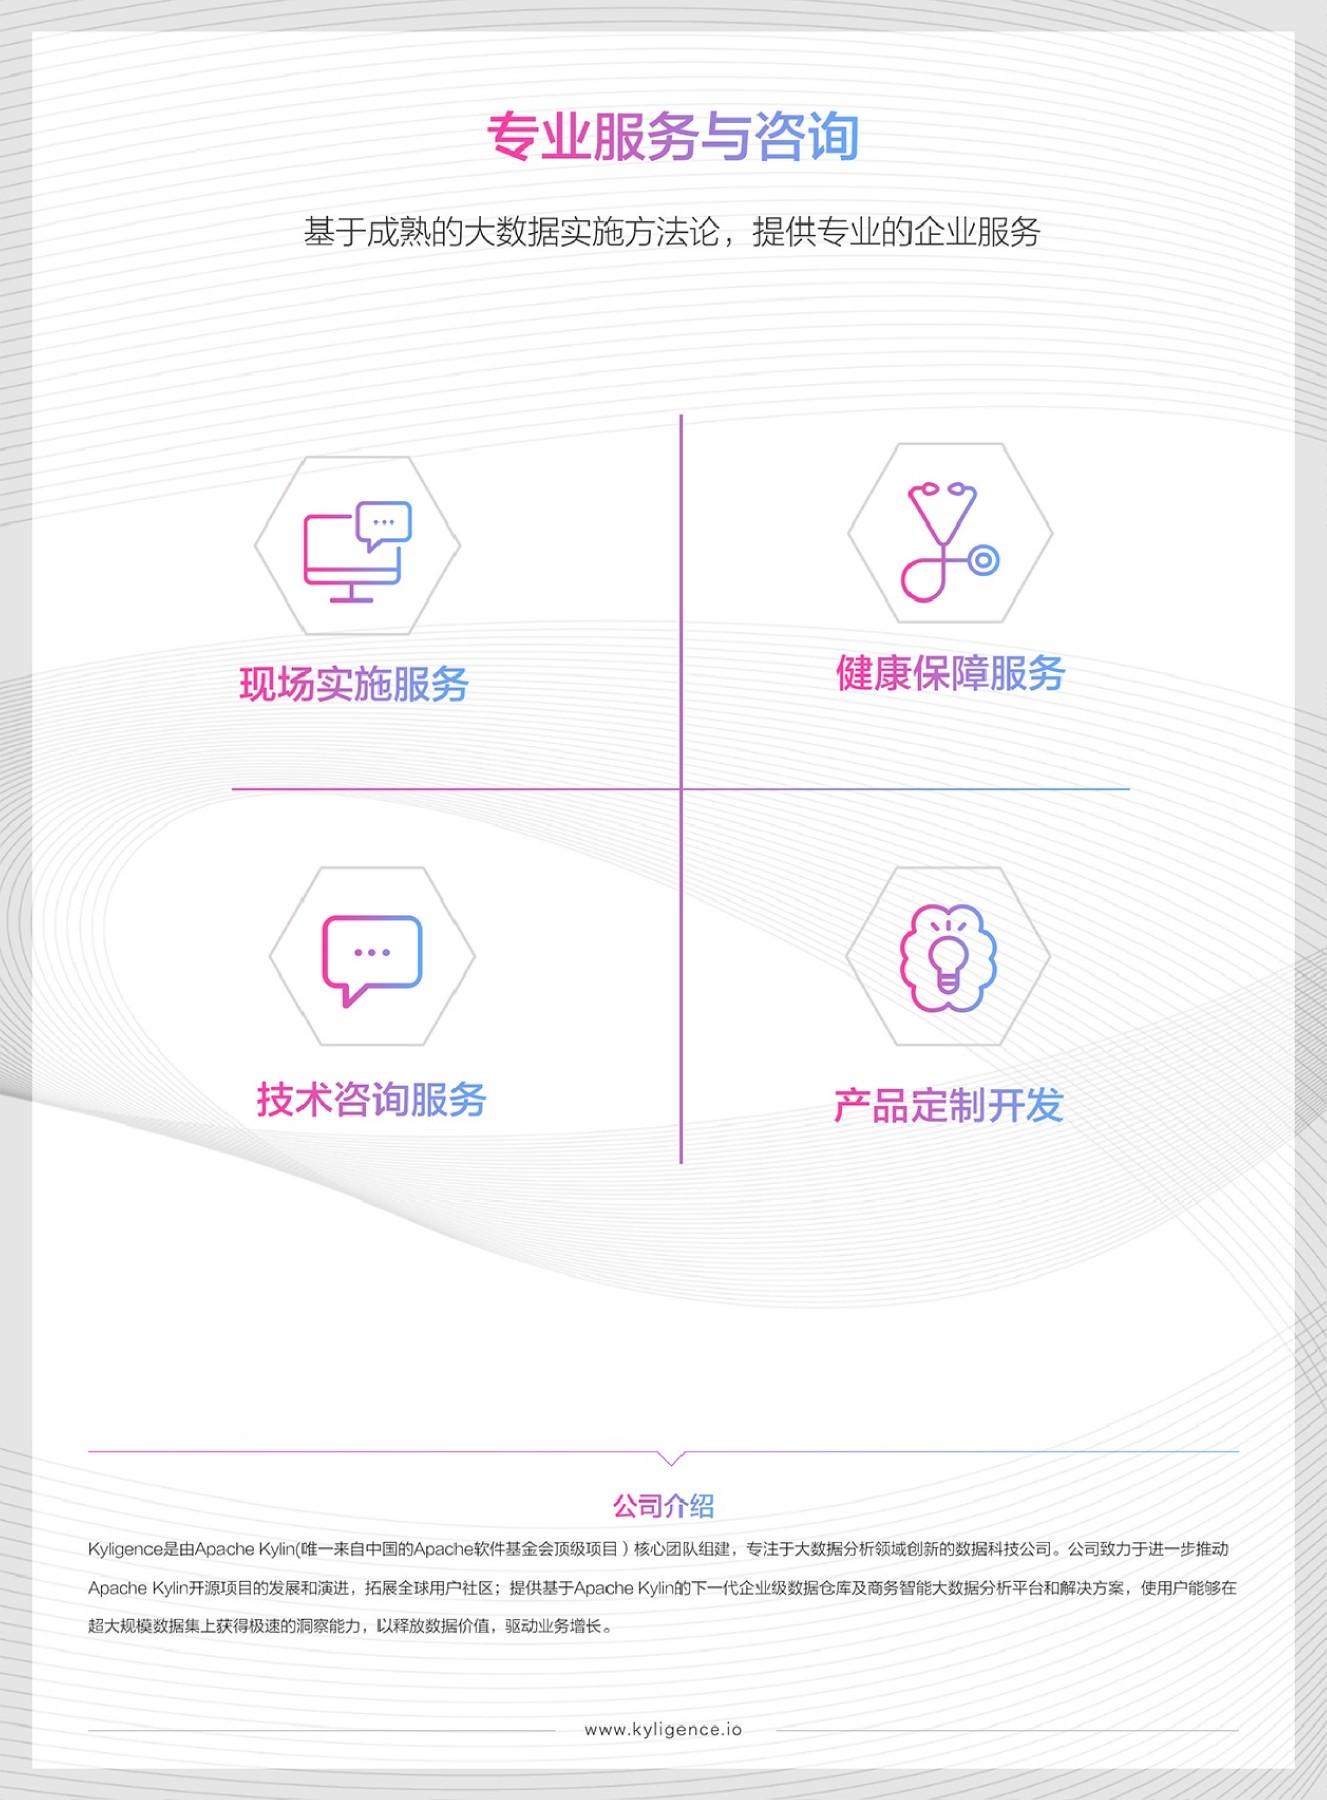 专业服务与咨询
基于成熟的大数据实施方法论，提供专业的企业服务
现场实施服务
健康保障服务
技术咨询服务
产品定制开发
公司介绍
Kyligence是由Apache Kylin(唯一来自中国的Apache软件基金会顶级项目）核心团队组建，专注于大数据分析领域创新的数据科技公司。公司致力于进一步推动
Apache Kylin开源项目的发展和演进，拓展全球用户社区；提供基于Apache Kylin的下一代企业级数据仓库及商务智能大数据分析平台和解决方案，使用户能够在
超大规模数据集上获得极速的洞察能力，以释放数据价值，驱动业务增长。
www.kyligence.io